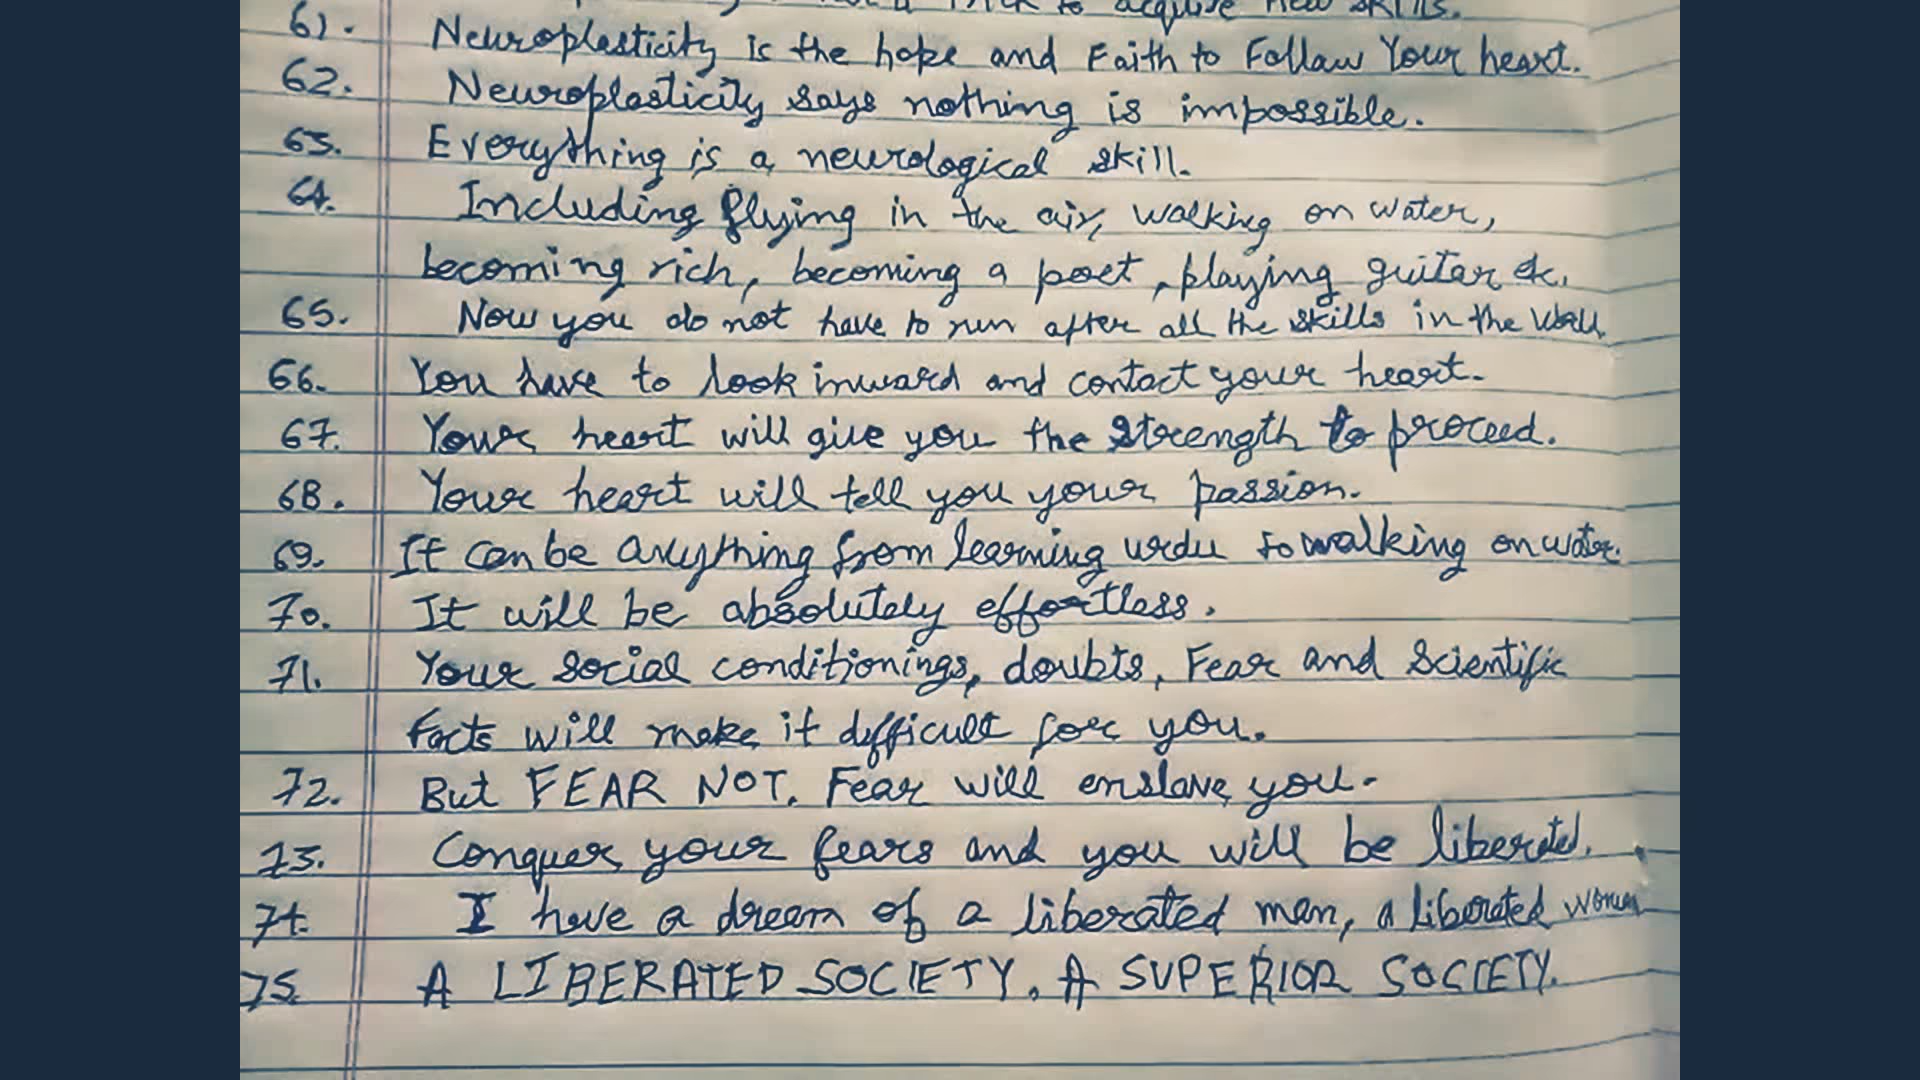 to acquire new skills.
61. Neuroplasticity is the hope and Faith to Follow Your heart.
62. Neuroplasticity says nothing is impossible.
63. Everything is a neurological skill.
64. Including flying in the air, walking on water,
becoming rich, becoming a poet, playing guitar etc.
65. Now you do not have to run after all the skills in the world.
66. You have to look inward and contact your heart.
67. Your heart will give you the strength to proceed.
68. Your heart will tell you your passion.
69. It can be anything from learning urdu to walking on water.
70. It will be absolutely effortless.
71. Your social conditionings, doubts, Fear and scientific
facts will make it difficult for you.
72. But FEAR NOT. Fear will enslave you.
73. Conquer your fears and you will be liberated.
74. I have a dream of a liberated man, a liberated woman
75. A LIBERATED SOCIETY. A SUPERIOR SOCIETY.